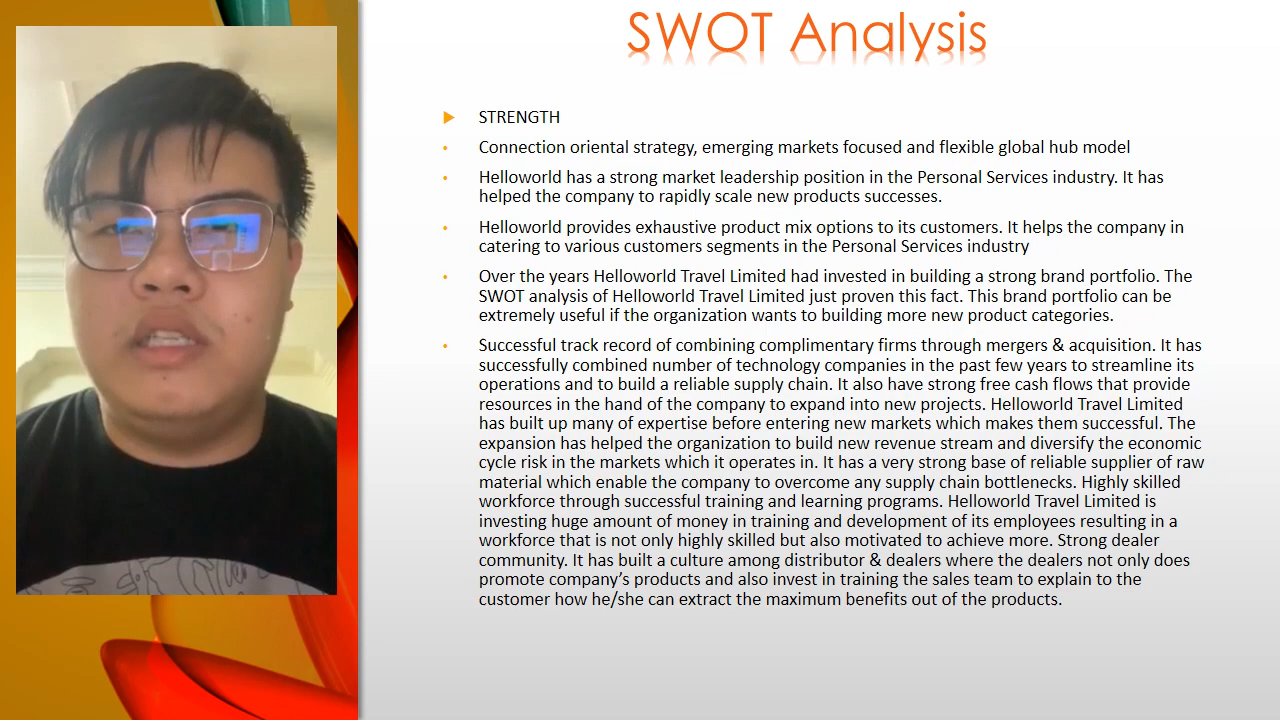 SWOT Analysis
STRENGTH
Connection oriental strategy, emerging markets focused and flexible global hub model
Helloworld has a strong market leadership position in the Personal Services industry. It has
helped the company to rapidly scale new products successes.
Helloworld provides exhaustive product mix options to its customers. It helps the company in
catering to various customers segments in the Personal Services industry
Over the years Helloworld Travel Limited had invested in building a strong brand portfolio. The
SWOT analysis of Helloworld Travel Limited just proven this fact. This brand portfolio can be
extremely useful if the organization wants to building more new product categories.
Successful track record of combining complimentary firms through mergers & acquisition. It has
successfully combined number of technology companies in the past few years to streamline its
operations and to build a reliable supply chain. It also have strong free cash flows that provide
resources in the hand of the company to expand into new projects. Helloworld Travel Limited
has built up many of expertise before entering new markets which makes them successful. The
expansion has helped the organization to build new revenue stream and diversify the economic
cycle risk in the markets which it operates in. It has a very strong base of reliable supplier of raw
material which enable the company to overcome any supply chain bottlenecks. Highly skilled
workforce through successful training and learning programs. Helloworld Travel Limited is
investing huge amount of money in training and development of its employees resulting in a
workforce that is not only highly skilled but also motivated to achieve more. Strong dealer
community. It has built a culture among distributor & dealers where the dealers not only does
promote company's products and also invest in training the sales team to explain to the
customer how he/she can extract the maximum benefits out of the products.